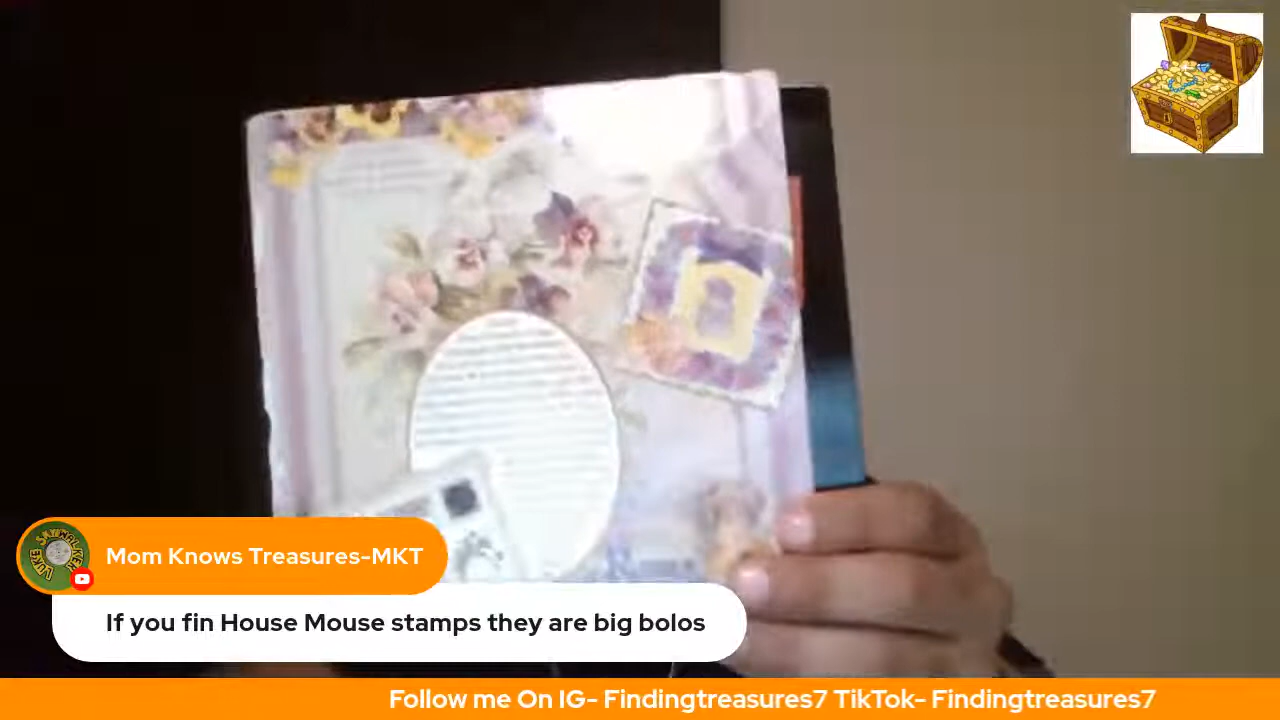 Mom Knows Treasures-MKT
If you fin House Mouse stamps they are big bolos
Follow me On IG- Findingtreasures7 TikTok- Findingtreasures7